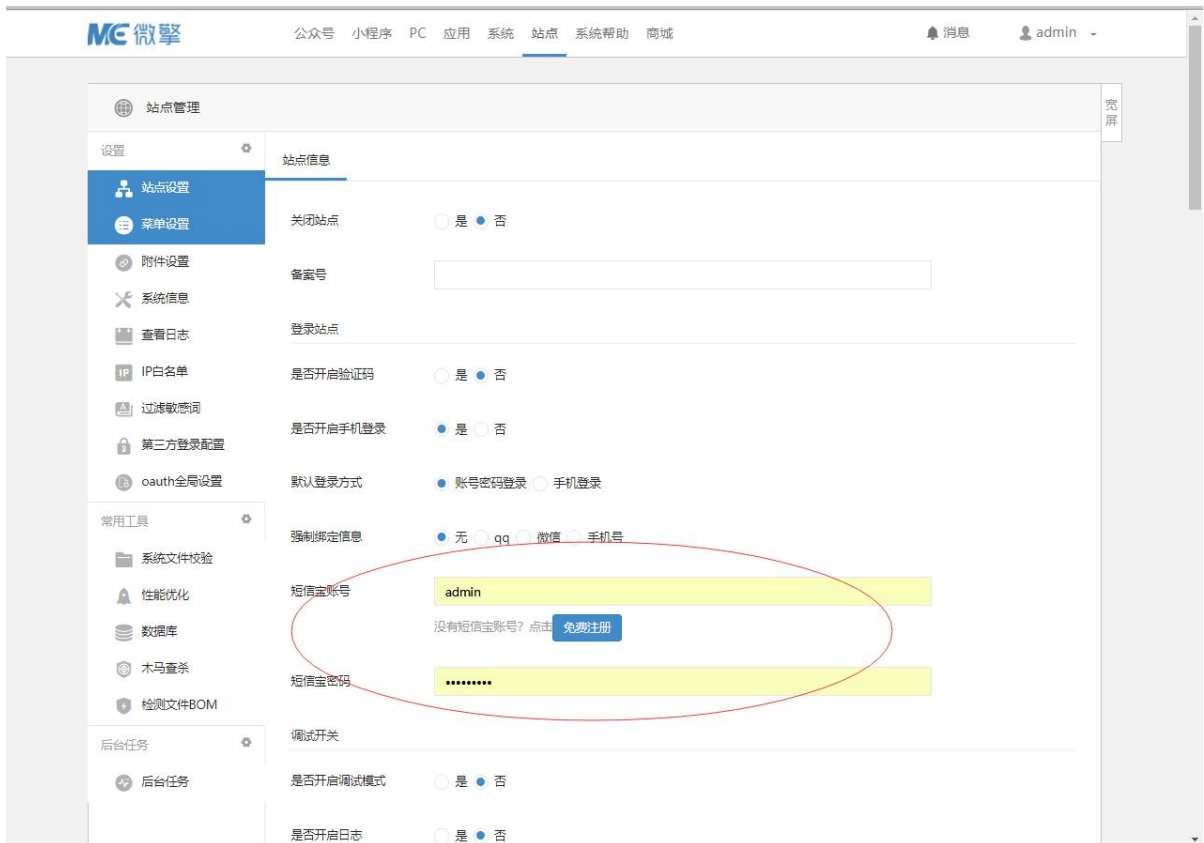 ME 微擎 公众号 小程序 PC 应用 系统 站点 系统帮助 商城 消息 admin
站点管理
宽屏
设置
站点设置
菜单设置
附件设置
系统信息
查看日志
IP白名单
过滤敏感词
第三方登录配置
oauth全局设置
常用工具
系统文件校验
性能优化
数据库
木马查杀
检测文件BOM
后台任务
后台任务
站点信息
关闭站点 是 否
备案号
登录站点
是否开启验证码 是 否
是否开启手机登录 是 否
默认登录方式 账号密码登录 手机登录
强制绑定信息 无 qq 微信 手机号
短信宝账号 admin
没有短信宝账号？点击 免费注册
短信宝密码 •••••••••
调试开关
是否开启调试模式 是 否
是否开启日志 是 否